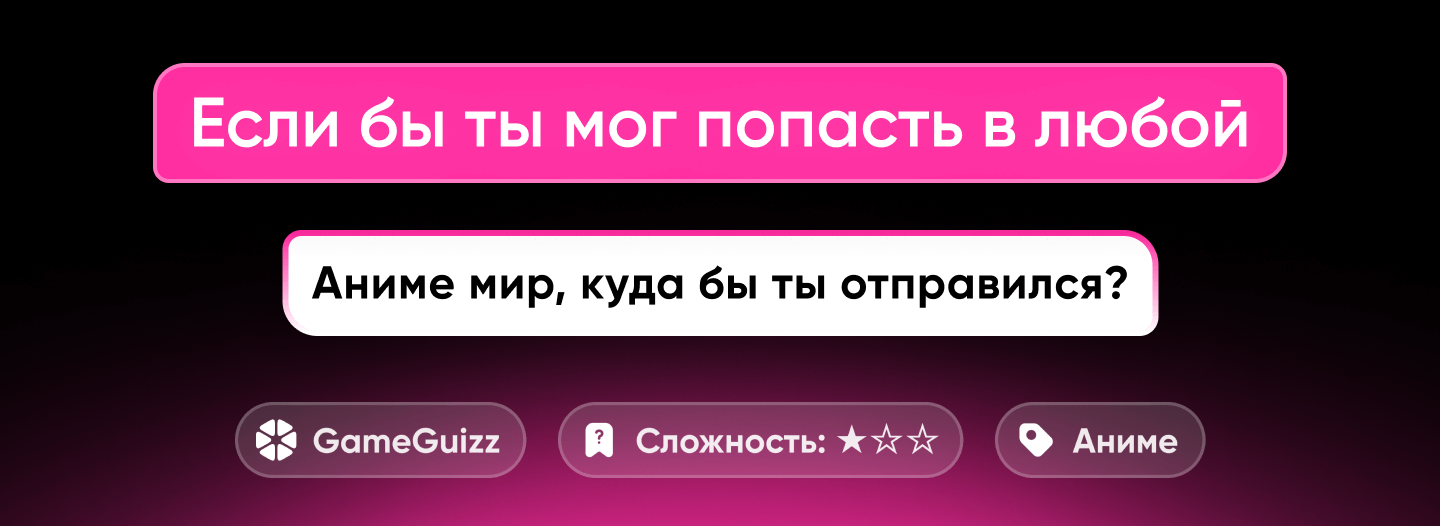 Если бы ты мог попасть в любой
Аниме мир, куда бы ты отправился?
GameGuizz
Сложность: ★☆☆
Аниме